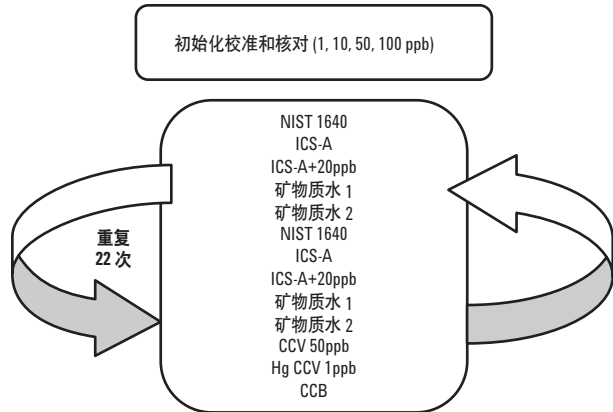 初始化校准和核对 (1, 10, 50, 100 ppb)
NIST 1640
ICS-A
ICS-A+20ppb
矿物质水 1
矿物质水 2
NIST 1640
ICS-A
ICS-A+20ppb
矿物质水 1
矿物质水 2
CCV 50ppb
Hg CCV 1ppb
CCB
重复
22 次